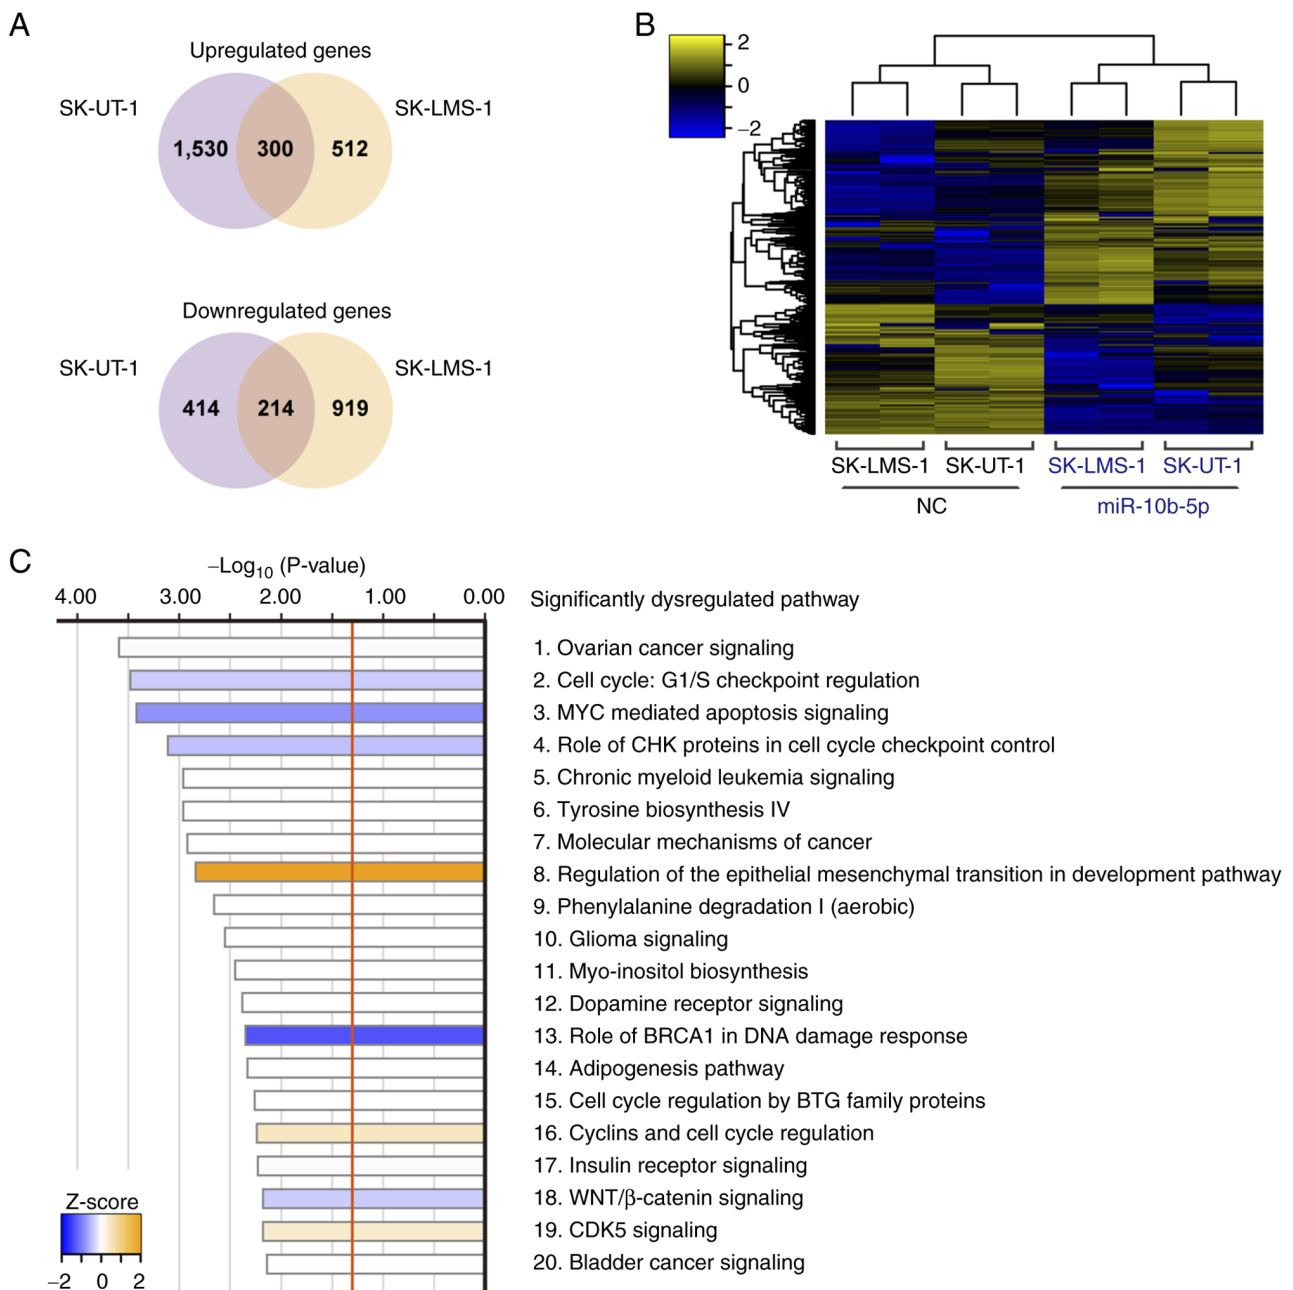 A
Upregulated genes
SK-UT-1
SK-LMS-1
1,530
300
512
Downregulated genes
SK-UT-1
SK-LMS-1
414
214
919
B
2
0
−2
SK-LMS-1
SK-UT-1
SK-LMS-1
SK-UT-1
NC
miR-10b-5p
C
−Log10 (P-value)
4.00 3.00 2.00 1.00 0.00
Significantly dysregulated pathway
1. Ovarian cancer signaling
2. Cell cycle: G1/S checkpoint regulation
3. MYC mediated apoptosis signaling
4. Role of CHK proteins in cell cycle checkpoint control
5. Chronic myeloid leukemia signaling
6. Tyrosine biosynthesis IV
7. Molecular mechanisms of cancer
8. Regulation of the epithelial mesenchymal transition in development pathway
9. Phenylalanine degradation I (aerobic)
10. Glioma signaling
11. Myo-inositol biosynthesis
12. Dopamine receptor signaling
13. Role of BRCA1 in DNA damage response
14. Adipogenesis pathway
15. Cell cycle regulation by BTG family proteins
16. Cyclins and cell cycle regulation
17. Insulin receptor signaling
18. WNT/β-catenin signaling
19. CDK5 signaling
20. Bladder cancer signaling
Z-score
−2 0 2